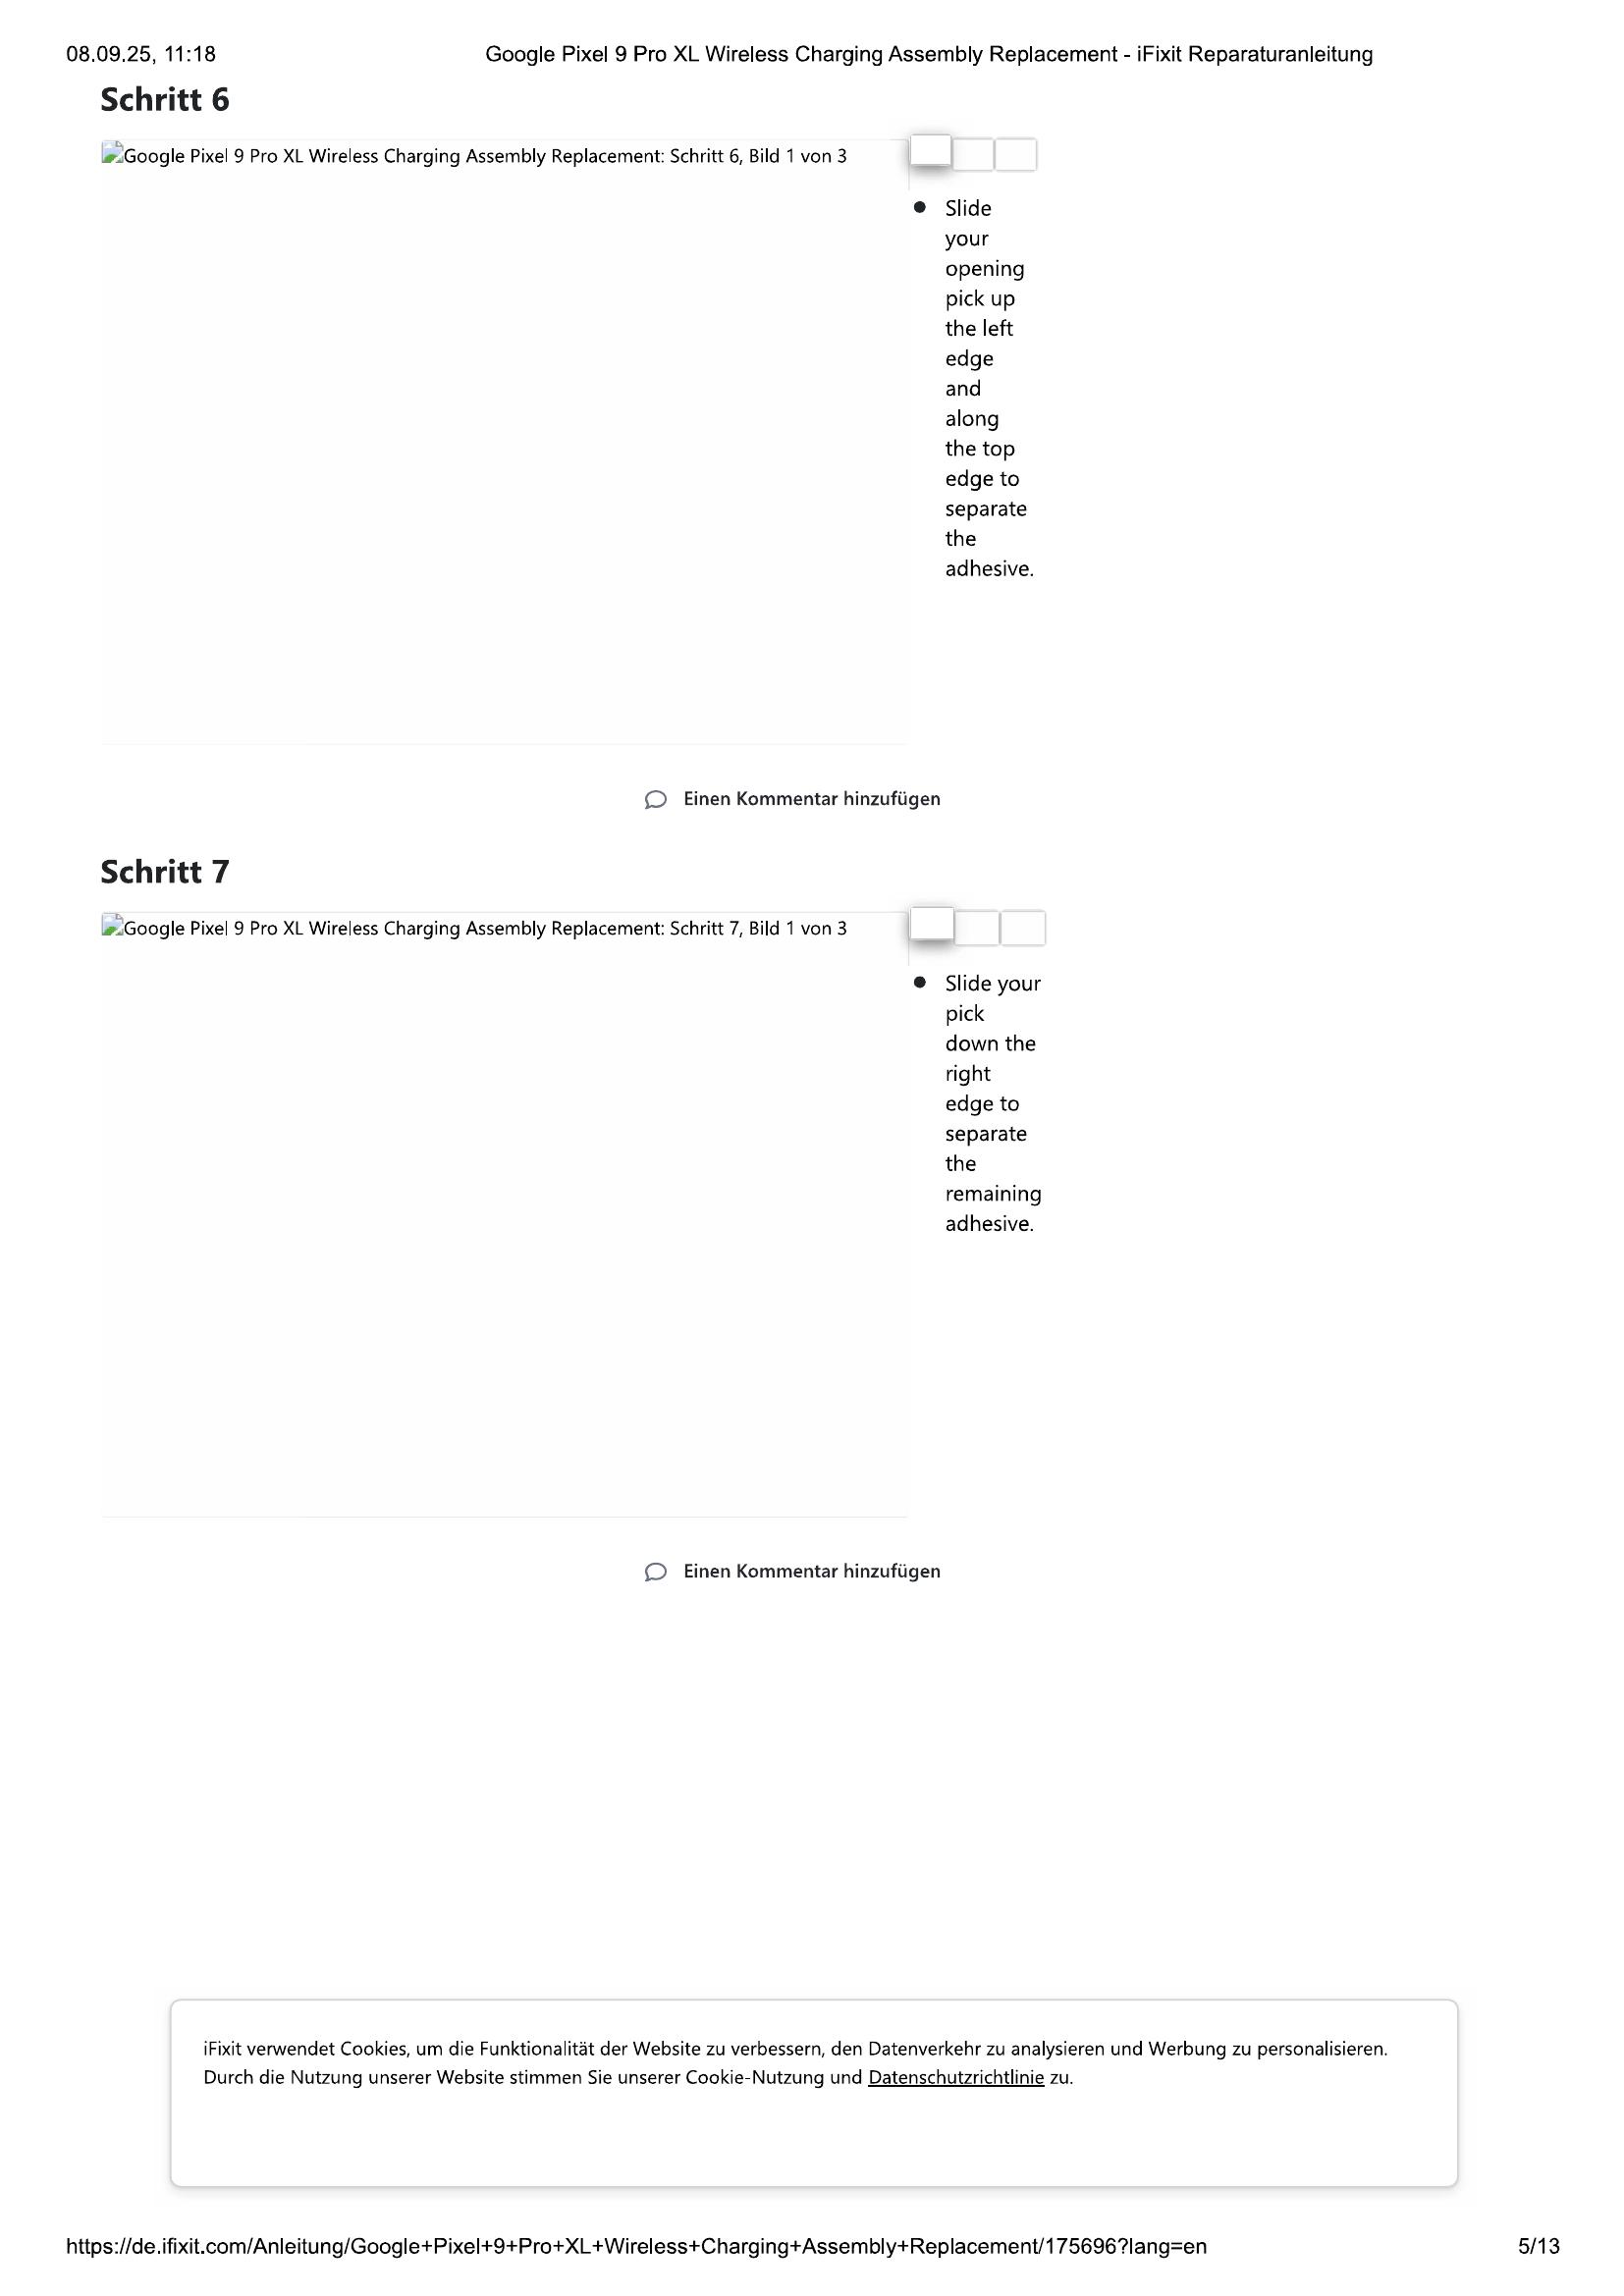 08.09.25, 11:18 Google Pixel 9 Pro XL Wireless Charging Assembly Replacement - iFixit Reparaturanleitung
Schritt 6
Google Pixel 9 Pro XL Wireless Charging Assembly Replacement: Schritt 6, Bild 1 von 3
Slide
your
opening
pick up
the left
edge
and
along
the top
edge to
separate
the
adhesive.
Einen Kommentar hinzufügen
Schritt 7
Google Pixel 9 Pro XL Wireless Charging Assembly Replacement: Schritt 7, Bild 1 von 3
Slide your
pick
down the
right
edge to
separate
the
remaining
adhesive.
Einen Kommentar hinzufügen
iFixit verwendet Cookies, um die Funktionalität der Website zu verbessern, den Datenverkehr zu analysieren und Werbung zu personalisieren.
Durch die Nutzung unserer Website stimmen Sie unserer Cookie-Nutzung und Datenschutzrichtlinie zu.
https://de.ifixit.com/Anleitung/Google+Pixel+9+Pro+XL+Wireless+Charging+Assembly+Replacement/175696?lang=en 5/13